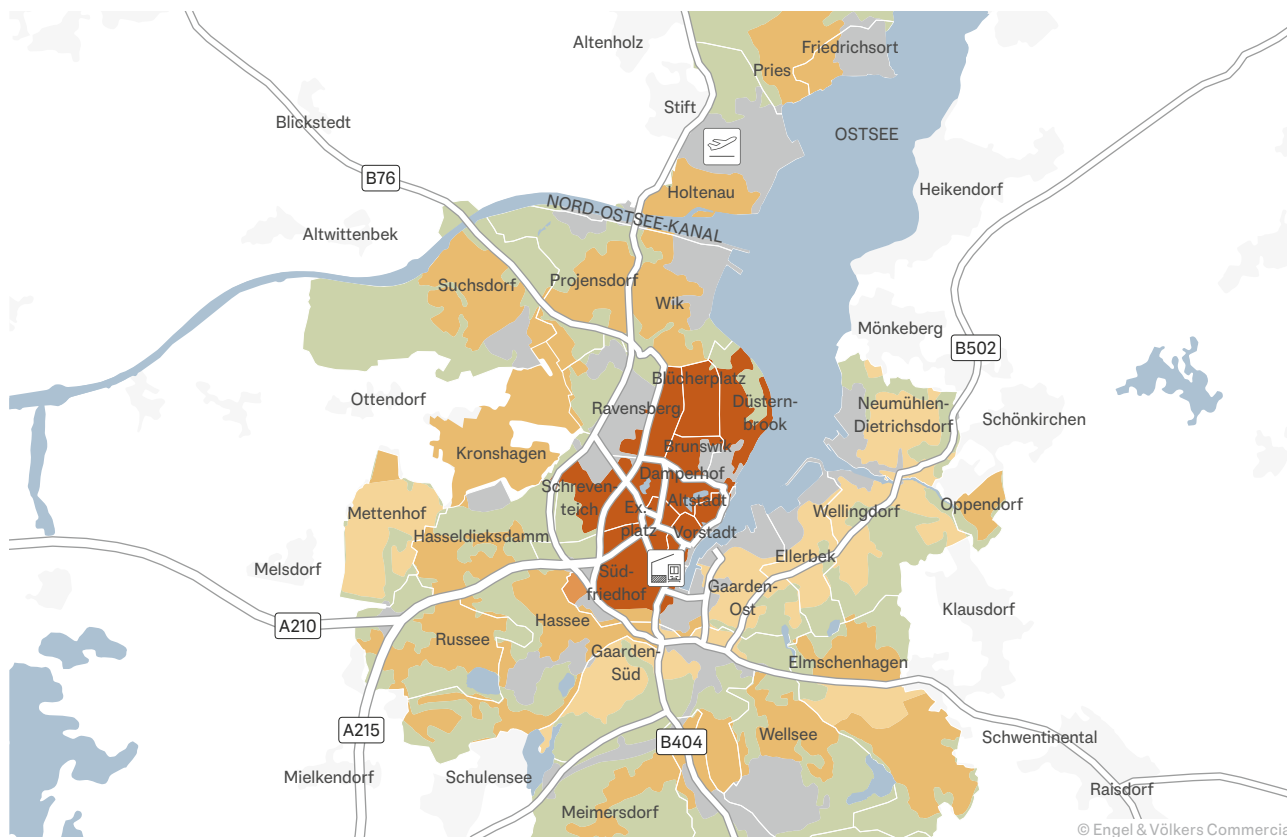 Altenholz
Friedrichsort
Pries
Stift
Blickstedt
OSTSEE
B76
Holtenau
Heikendorf
NORD-OSTSEE-KANAL
Altwittenbek
Suchsdorf
Projensdorf
Wik
Mönkeberg
B502
Blücherplatz
Ottendorf
Ravensberg
Düstern-
brook
Neumühlen-
Dietrichsdorf
Schönkirchen
Kronshagen
Brunswik
Damperhof
Schreven-
teich
Altstadt
Ex.-
platz
Vorstadt
Mettenhof
Wellingdorf
Oppendorf
Hasseldieksdamm
Ellerbek
Melsdorf
Süd-
friedhof
Gaarden-
Ost
Klausdorf
A210
Hassee
Russee
Gaarden-
Süd
Elmschenhagen
A215
B404
Wellsee
Schwentinental
Mielkendorf
Schulensee
Raisdorf
Meimersdorf
© Engel & Völkers Commercia